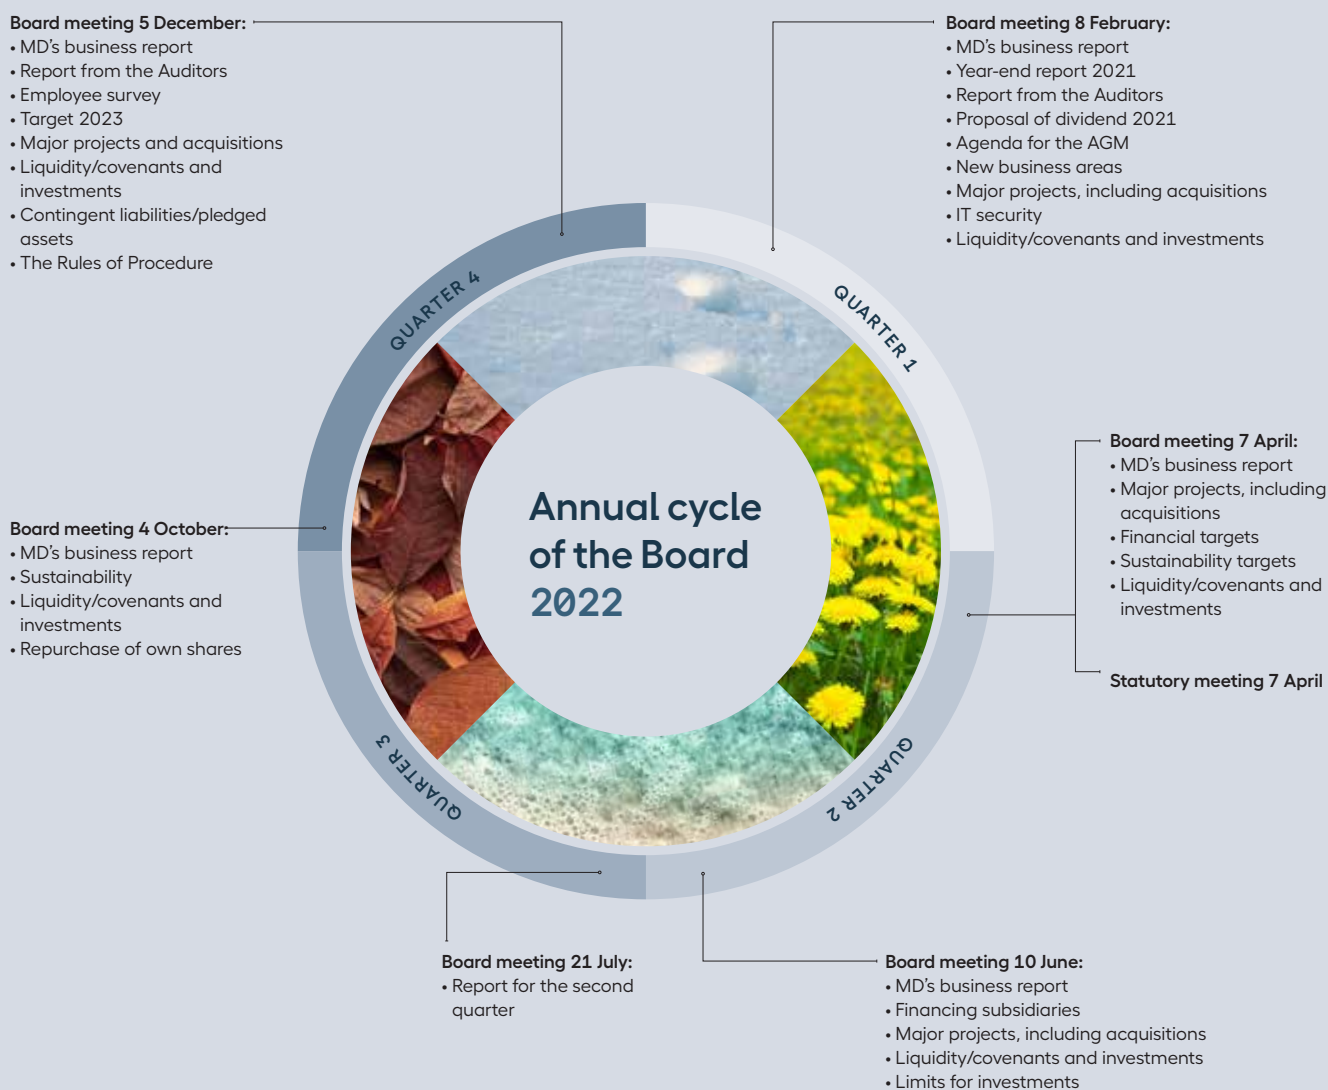 Board meeting 5 December:
• MD’s business report
• Report from the Auditors
• Employee survey
• Target 2023
• Major projects and acquisitions
• Liquidity/covenants and
investments
• Contingent liabilities/pledged
assets
• The Rules of Procedure
Board meeting 8 February:
• MD’s business report
• Year-end report 2021
• Report from the Auditors
• Proposal of dividend 2021
• Agenda for the AGM
• New business areas
• Major projects, including acquisitions
• IT security
• Liquidity/covenants and investments
QUARTER 4
QUARTER 1
Board meeting 7 April:
• MD’s business report
• Major projects, including
acquisitions
• Financial targets
• Sustainability targets
• Liquidity/covenants and
investments
Statutory meeting 7 April
Annual cycle
of the Board
2022
Board meeting 4 October:
• MD’s business report
• Sustainability
• Liquidity/covenants and
investments
• Repurchase of own shares
QUARTER 3
QUARTER 2
Board meeting 21 July:
• Report for the second
quarter
Board meeting 10 June:
• MD’s business report
• Financing subsidiaries
• Major projects, including acquisitions
• Liquidity/covenants and investments
• Limits for investments